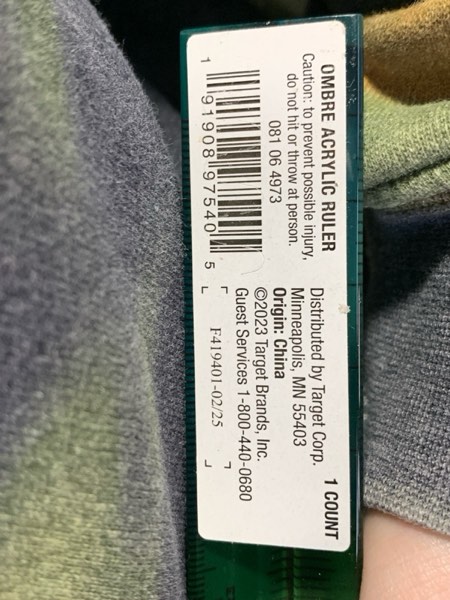 OMBRE ACRYLIC RULER
1 COUNT
Caution: to prevent possible injury,
do not hit or throw at person.
081 06 4973
1 91908 97540 5
Distributed by Target Corp.
Minneapolis, MN 55403
Origin: China
©2023 Target Brands, Inc.
Guest Services 1-800-440-0680
F419401-02/25